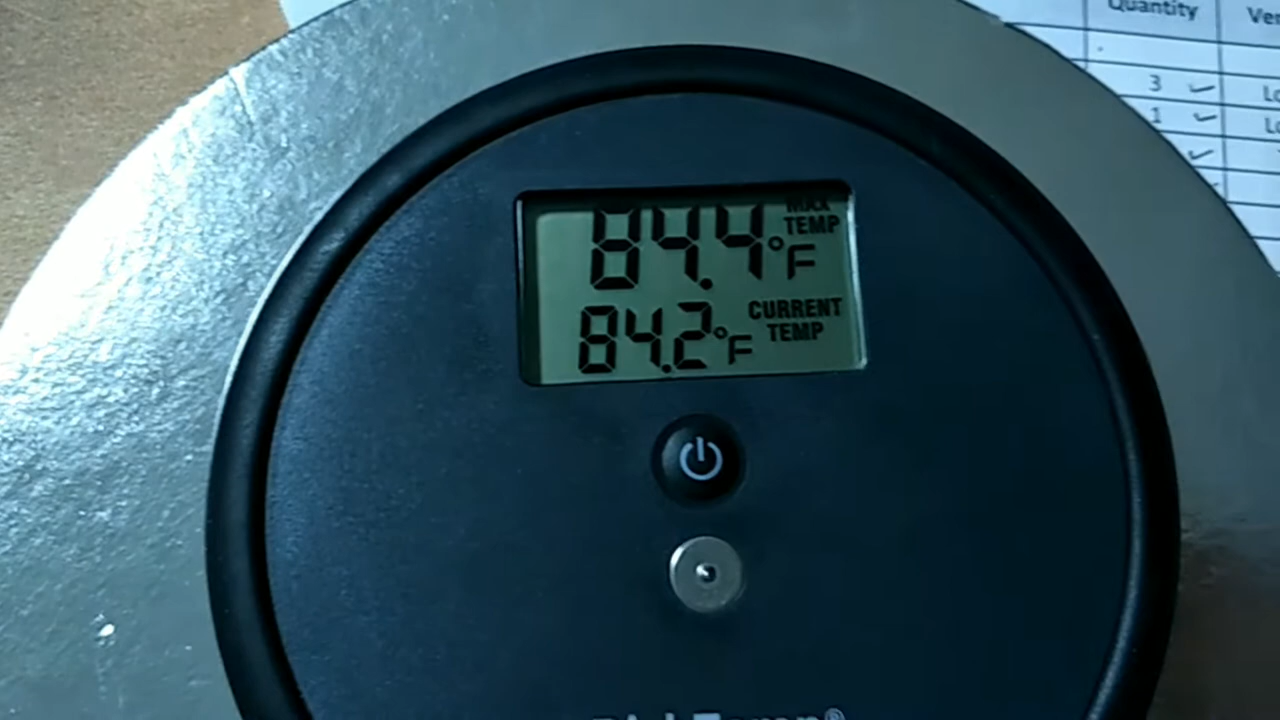 Quantity
3 ✓
1 ✓
✓
84.4°F MAX TEMP
84.2°F CURRENT TEMP